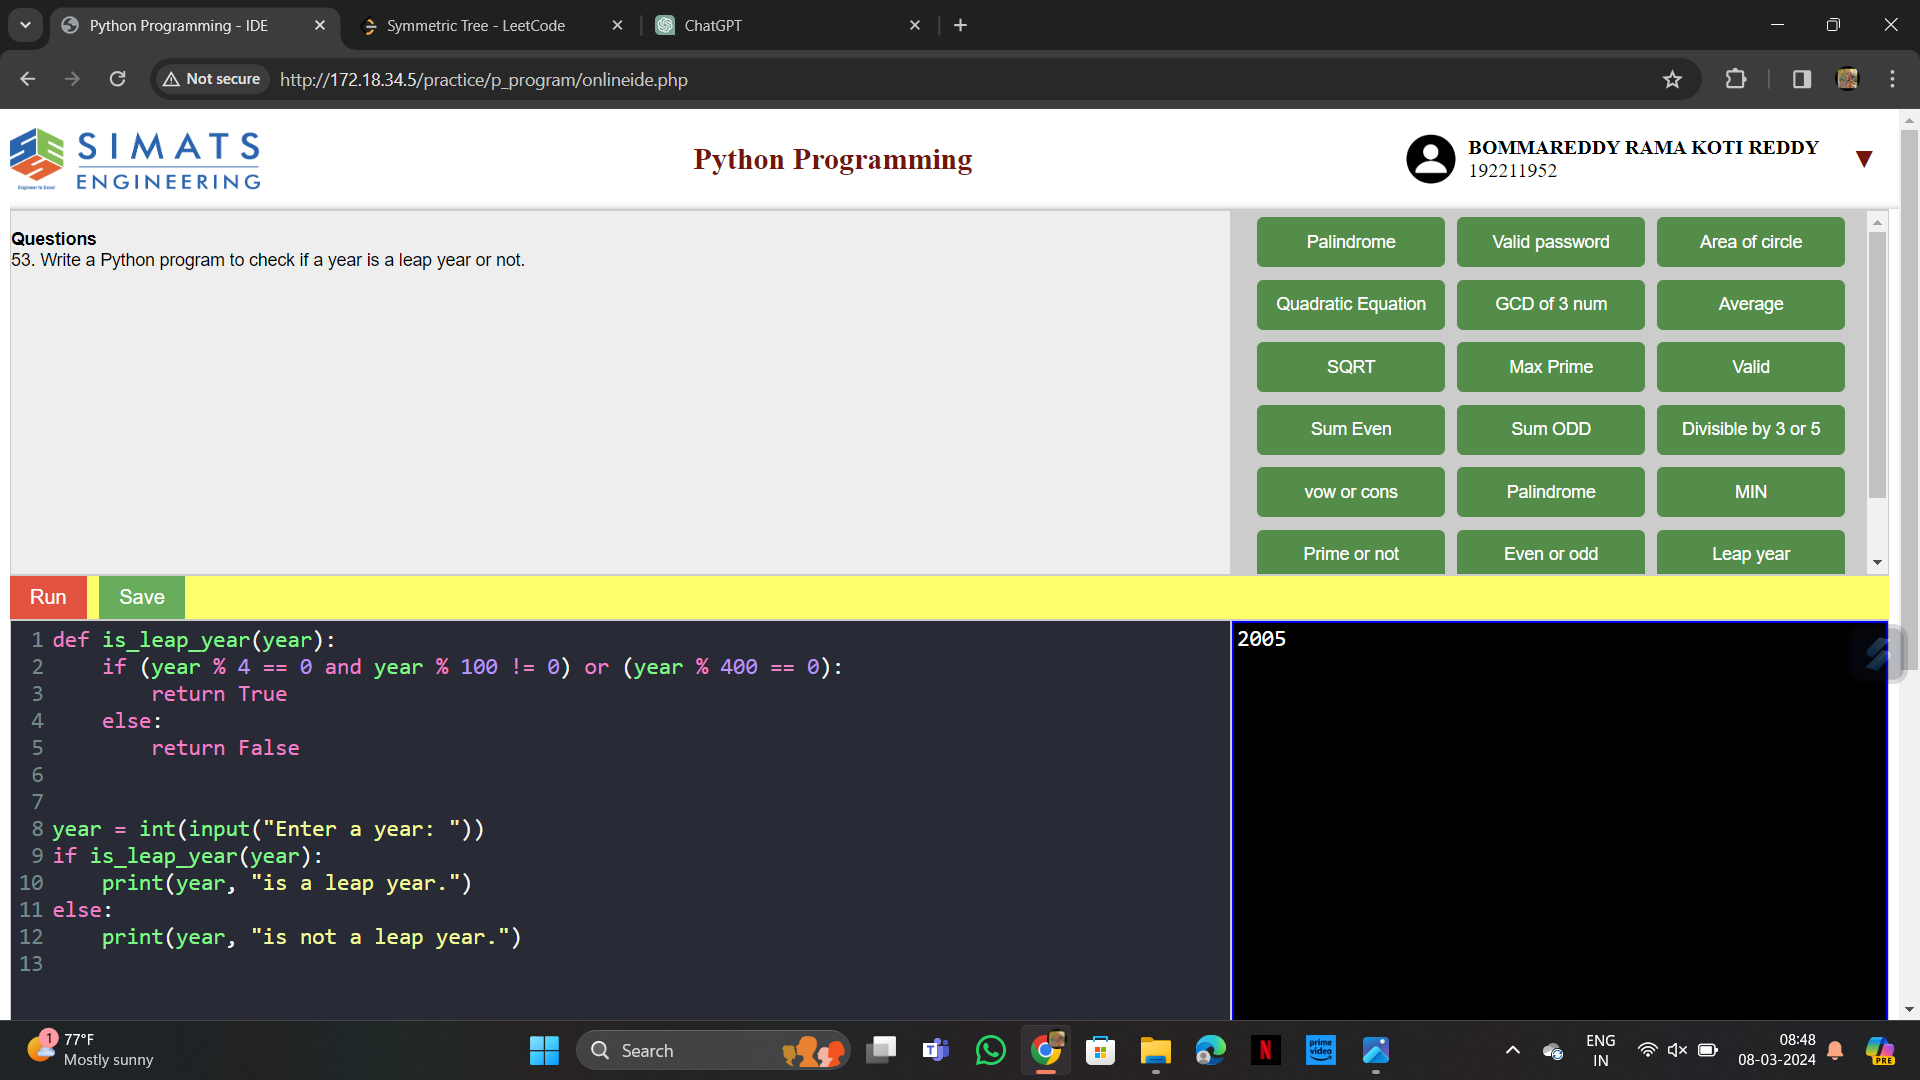 Python Programming - IDE
Symmetric Tree - LeetCode
ChatGPT
Not secure
http://172.18.34.5/practice/p_program/onlineide.php
SIMATS
ENGINEERING
Engineer to Excel
Python Programming
BOMMAREDDY RAMA KOTI REDDY
192211952
Questions
53. Write a Python program to check if a year is a leap year or not.
Palindrome
Valid password
Area of circle
Quadratic Equation
GCD of 3 num
Average
SQRT
Max Prime
Valid
Sum Even
Sum ODD
Divisible by 3 or 5
vow or cons
Palindrome
MIN
Prime or not
Even or odd
Leap year
Run
Save
1 def is_leap_year(year):
2     if (year % 4 == 0 and year % 100 != 0) or (year % 400 == 0):
3         return True
4     else:
5         return False
6
7
8 year = int(input("Enter a year: "))
9 if is_leap_year(year):
10     print(year, "is a leap year.")
11 else:
12     print(year, "is not a leap year.")
13
2005
1
77°F
Mostly sunny
Search
T
N
prime video
ENG
IN
08:48
08-03-2024
PRE